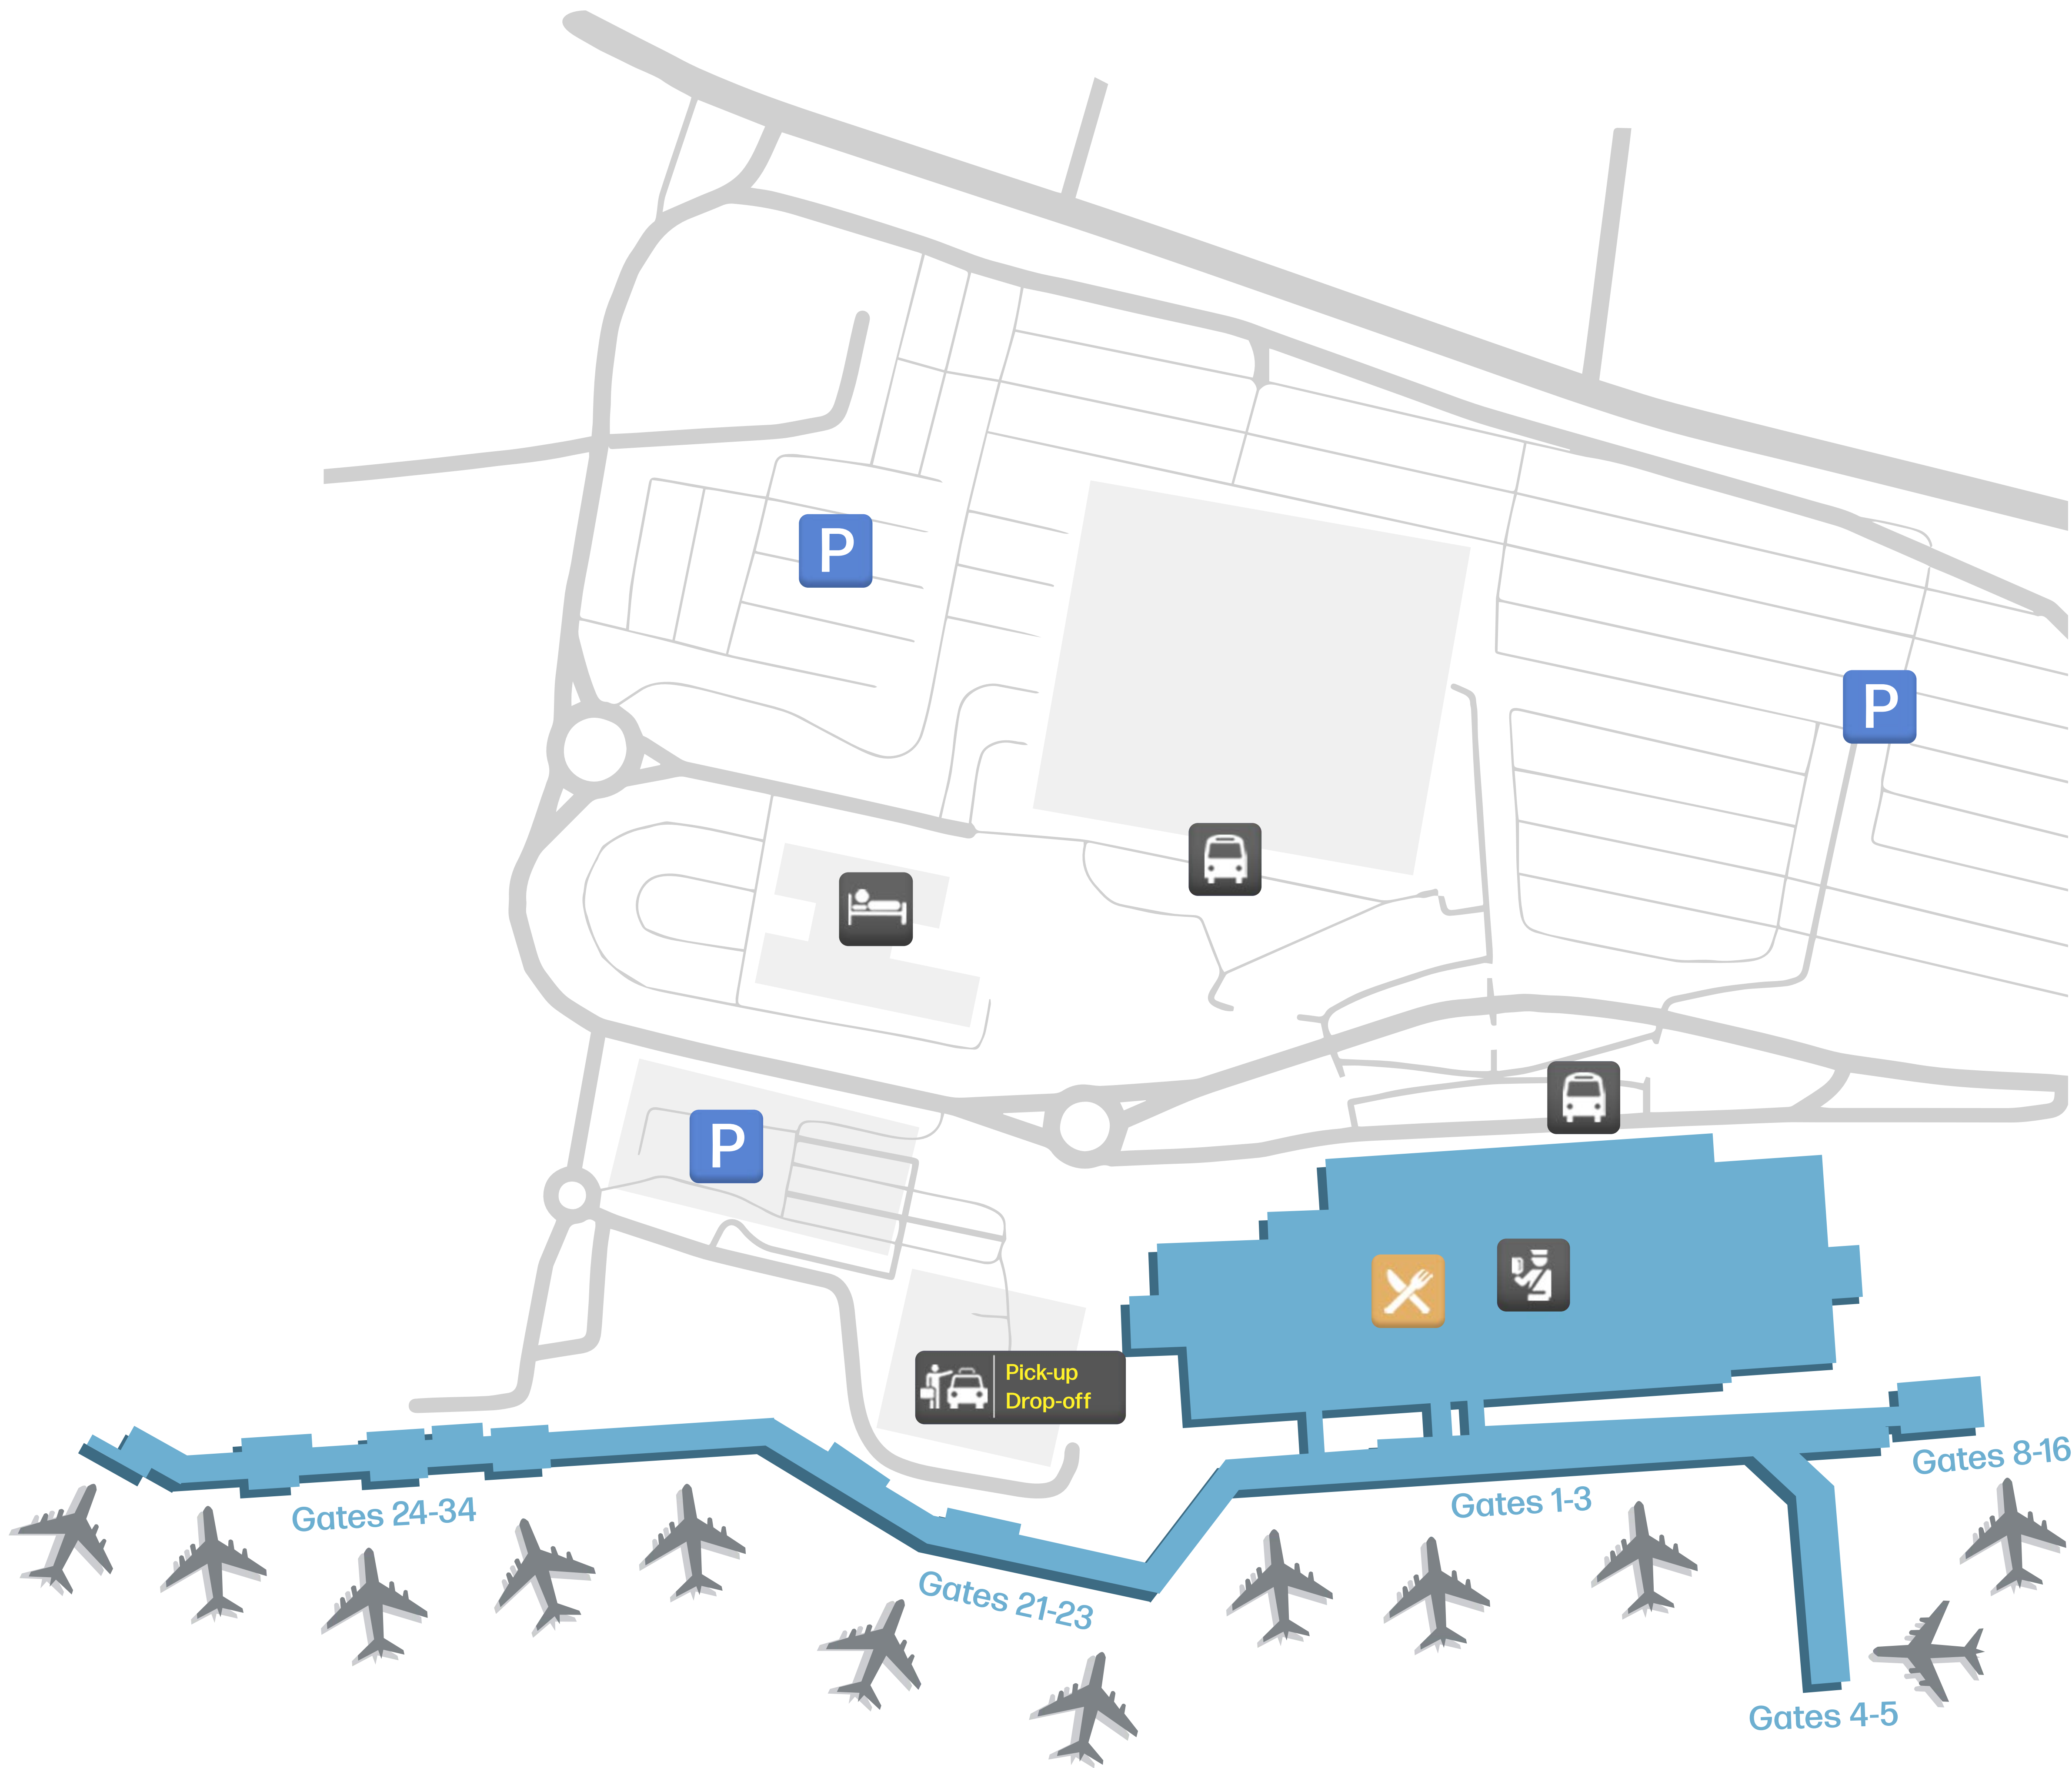 P
P
P
Pick-up
Drop-off
Gates 8-16
Gates 24-34
Gates 1-3
Gates 21-23
Gates 4-5